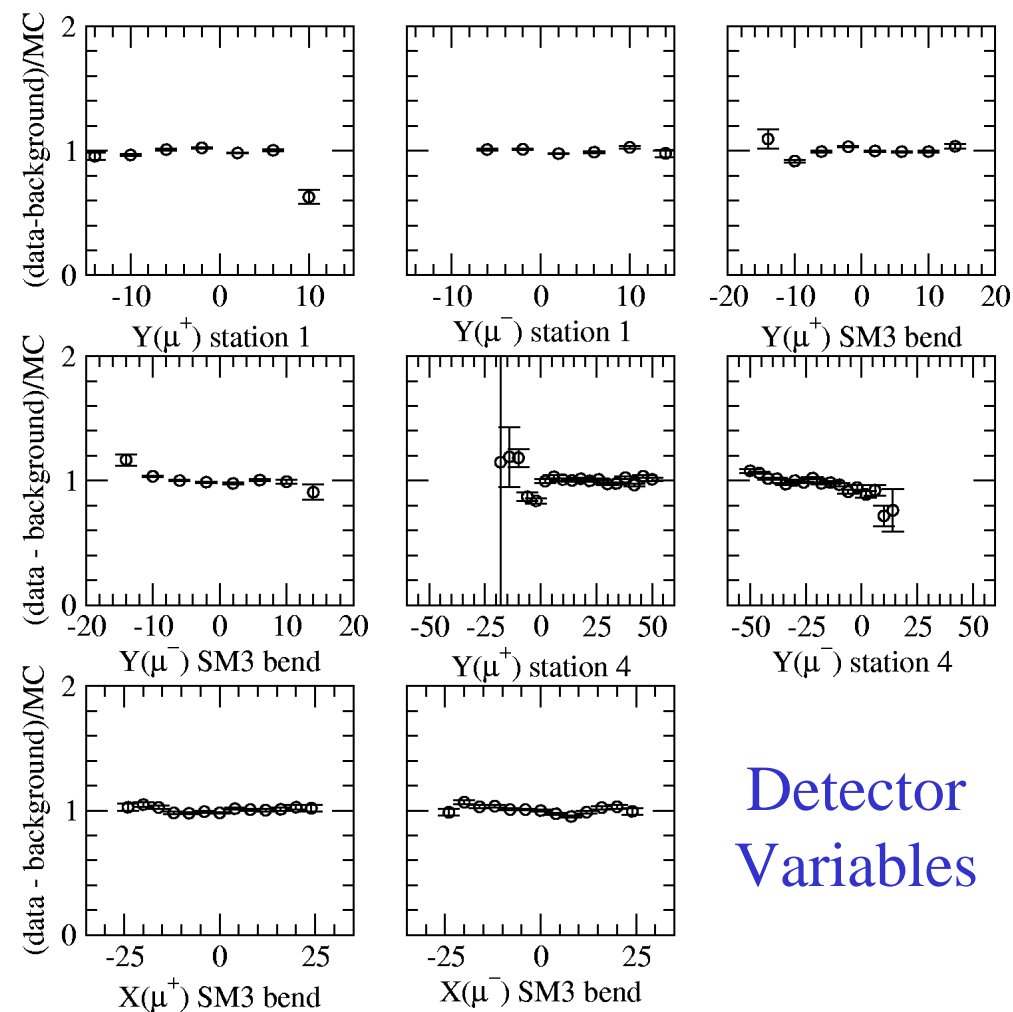 (data-background)/MC
2
1
0
-10 0 10
Y(μ+) station 1
-10 0 10
Y(μ−) station 1
-20 -10 0 10 20
Y(μ+) SM3 bend
(data - background)/MC
2
1
0
-20 -10 0 10 20
Y(μ−) SM3 bend
-50 -25 0 25 50
Y(μ+) station 4
-50 -25 0 25 50
Y(μ−) station 4
(data - background)/MC
2
1
0
-25 0 25
X(μ+) SM3 bend
-25 0 25
X(μ−) SM3 bend
Detector
Variables